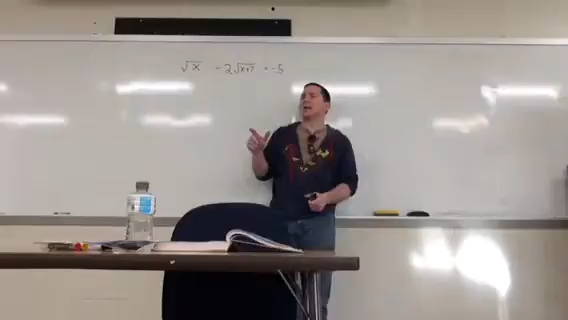 √x - 2√x+7 = -5